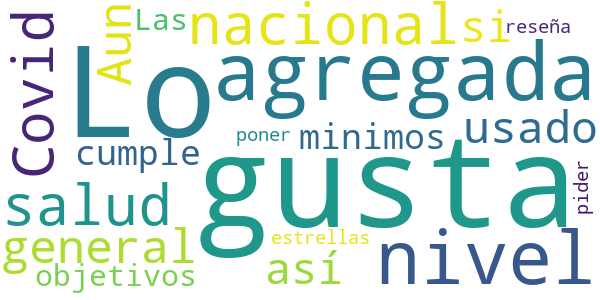 Las
nacional
si
reseña
Aun
Covid
Lo
agregada
usado
poner
minimos
cumple
gusta
pider
salud
general
nivel
estrellas
así
objetivos